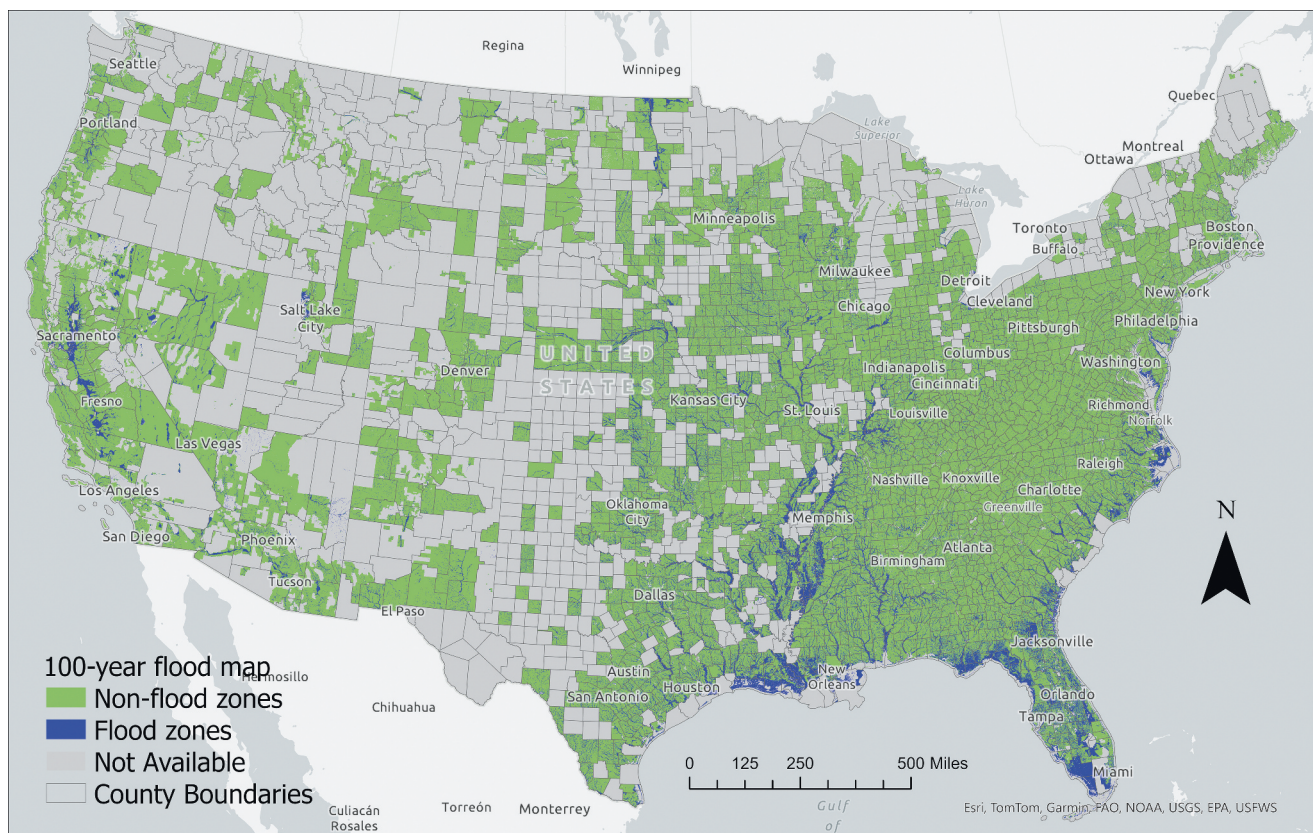 Regina
Winnipeg
Seattle
Quebec
Portland
Lake
Superior
Montreal
Ottawa
Lake
Huron
Minneapolis
Toronto
Boston
Buffalo
Providence
Milwaukee
Detroit
Salt Lake
City
Chicago
Cleveland
New York
Sacramento
Pittsburgh
Philadelphia
UNITED
STATES
Columbus
Denver
Indianapolis
Washington
Cincinnati
Fresno
Kansas City
St. Louis
Louisville
Richmond
Norfolk
Las Vegas
Raleigh
Los Angeles
Nashville
Knoxville
Charlotte
Oklahoma
City
Greenville
Memphis
San Diego
Phoenix
Atlanta
Birmingham
Tucson
Dallas
El Paso
Jacksonville
Austin
New
Orleans
San Antonio
Houston
Orlando
Tampa
Miami
N
100-year flood map
Hermosillo
Non-flood zones
Flood zones
Not Available
County Boundaries
Chihuahua
Culiacán
Rosales
Torreón
Monterrey
0 125 250 500 Miles
Gulf
of
Esri, TomTom, Garmin, FAO, NOAA, USGS, EPA, USFWS